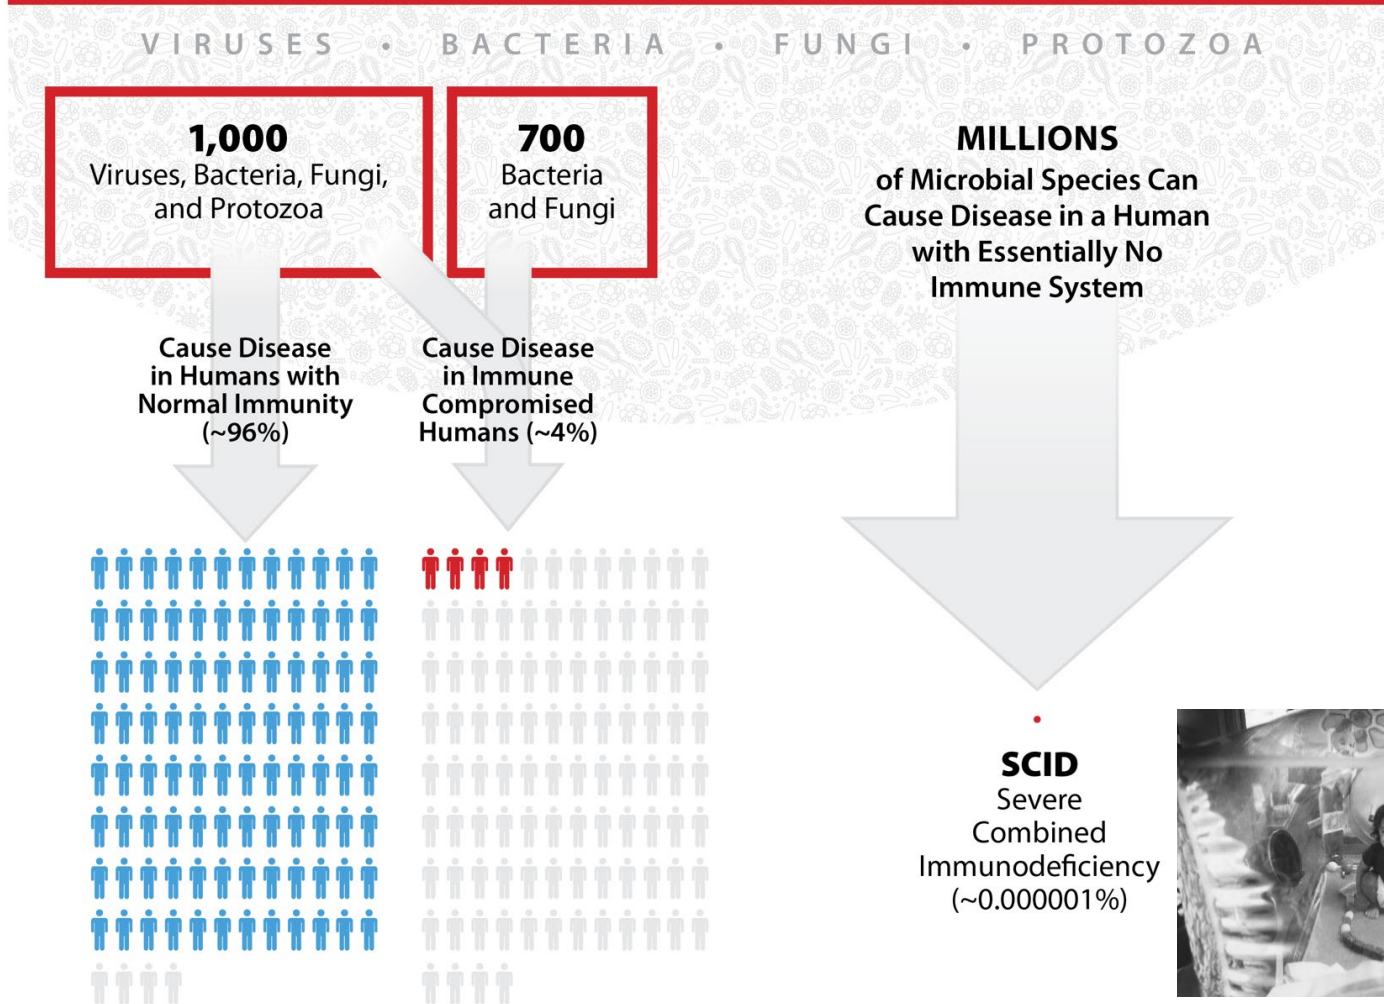 VIRUSES • BACTERIA • FUNGI • PROTOZOA
1,000
Viruses, Bacteria, Fungi,
and Protozoa
700
Bacteria
and Fungi
MILLIONS
of Microbial Species Can
Cause Disease in a Human
with Essentially No
Immune System
Cause Disease
in Humans with
Normal Immunity
(~96%)
Cause Disease
in Immune
Compromised
Humans (~4%)
SCID
Severe
Combined
Immunodeficiency
(~0.000001%)